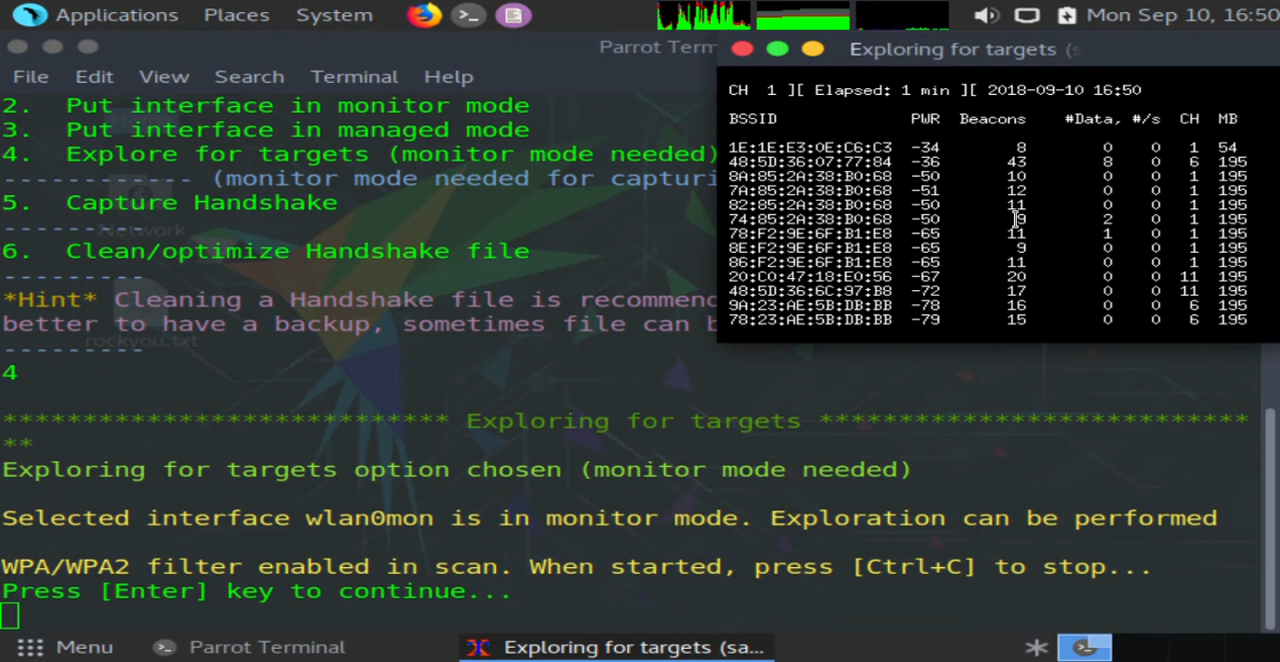 Applications Places System Mon Sep 10, 16:50
Parrot Term
File Edit View Search Terminal Help
2. Put interface in monitor mode
3. Put interface in managed mode
4. Explore for targets (monitor mode needed)
------------ (monitor mode needed for capturi
5. Capture Handshake
---------
Network
6. Clean/optimize Handshake file
---------
*Hint* Cleaning a Handshake file is recommend
better to have a backup, sometimes file can b
---------
rockyou.txt
4
*************************** Exploring for targets ***************************
**
Exploring for targets option chosen (monitor mode needed)
Selected interface wlan0mon is in monitor mode. Exploration can be performed
WPA/WPA2 filter enabled in scan. When started, press [Ctrl+C] to stop...
Press [Enter] key to continue...
Exploring for targets (s
CH 1 ][ Elapsed: 1 min ][ 2018-09-10 16:50
BSSID PWR Beacons #Data, #/s CH MB
1E:1E:E3:0E:C6:C3 -34 8 0 0 1 54
48:5D:36:07:77:84 -36 43 8 0 6 195
8A:85:2A:38:B0:68 -50 10 0 0 1 195
7A:85:2A:38:B0:68 -51 12 0 0 1 195
82:85:2A:38:B0:68 -50 11 0 0 1 195
74:85:2A:38:B0:68 -50 9 2 0 1 195
78:F2:9E:6F:B1:E8 -65 11 1 0 1 195
8E:F2:9E:6F:B1:E8 -65 9 0 0 1 195
86:F2:9E:6F:B1:E8 -65 11 0 0 1 195
20:C0:47:18:E0:56 -67 20 0 0 11 195
48:5D:36:6C:97:B8 -72 17 0 0 11 195
9A:23:AE:5B:DB:BB -78 16 0 0 6 195
78:23:AE:5B:DB:BB -79 15 0 0 6 195
Menu Parrot Terminal Exploring for targets (sa...